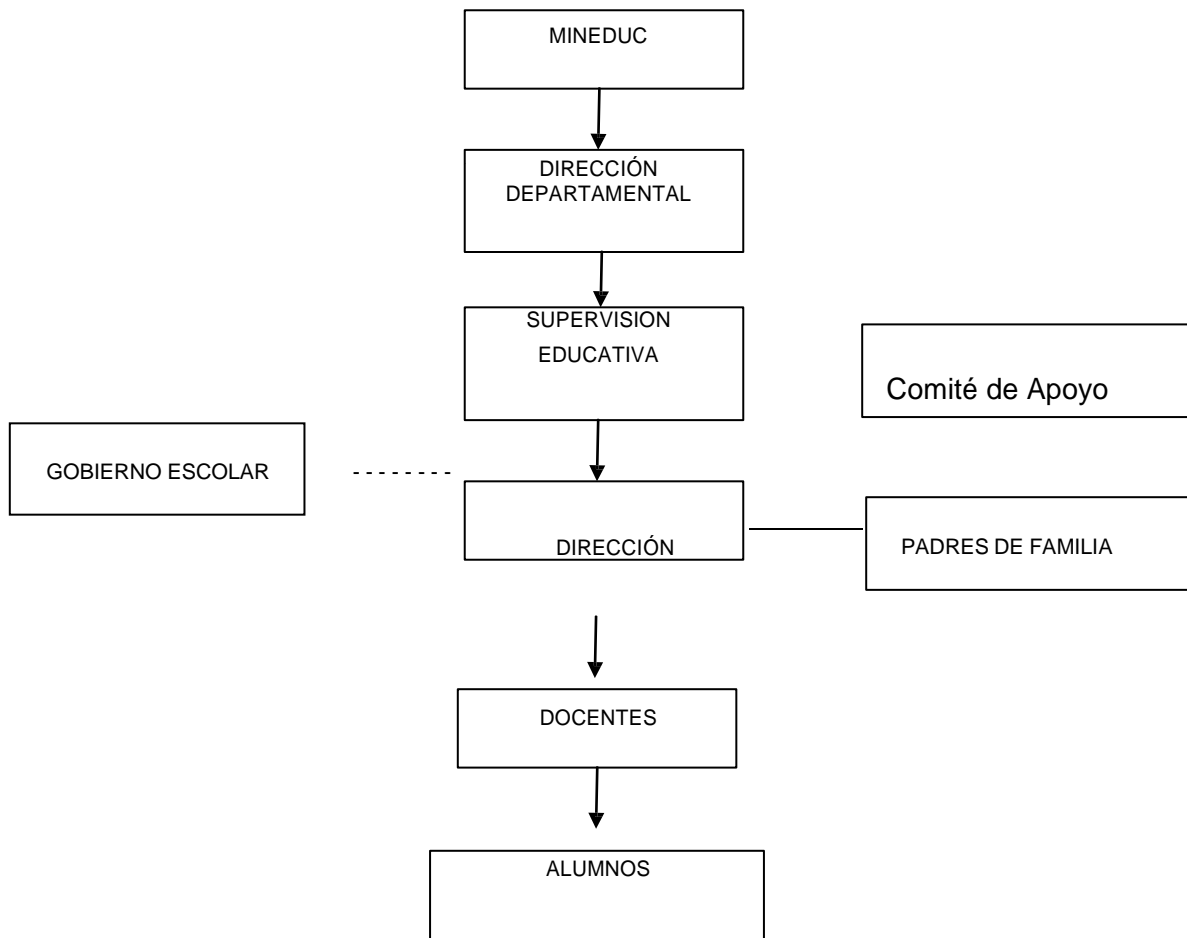 MINEDUC
DIRECCIÓN
DEPARTAMENTAL
SUPERVISION
EDUCATIVA
Comité de Apoyo
GOBIERNO ESCOLAR
DIRECCIÓN
PADRES DE FAMILIA
DOCENTES
ALUMNOS